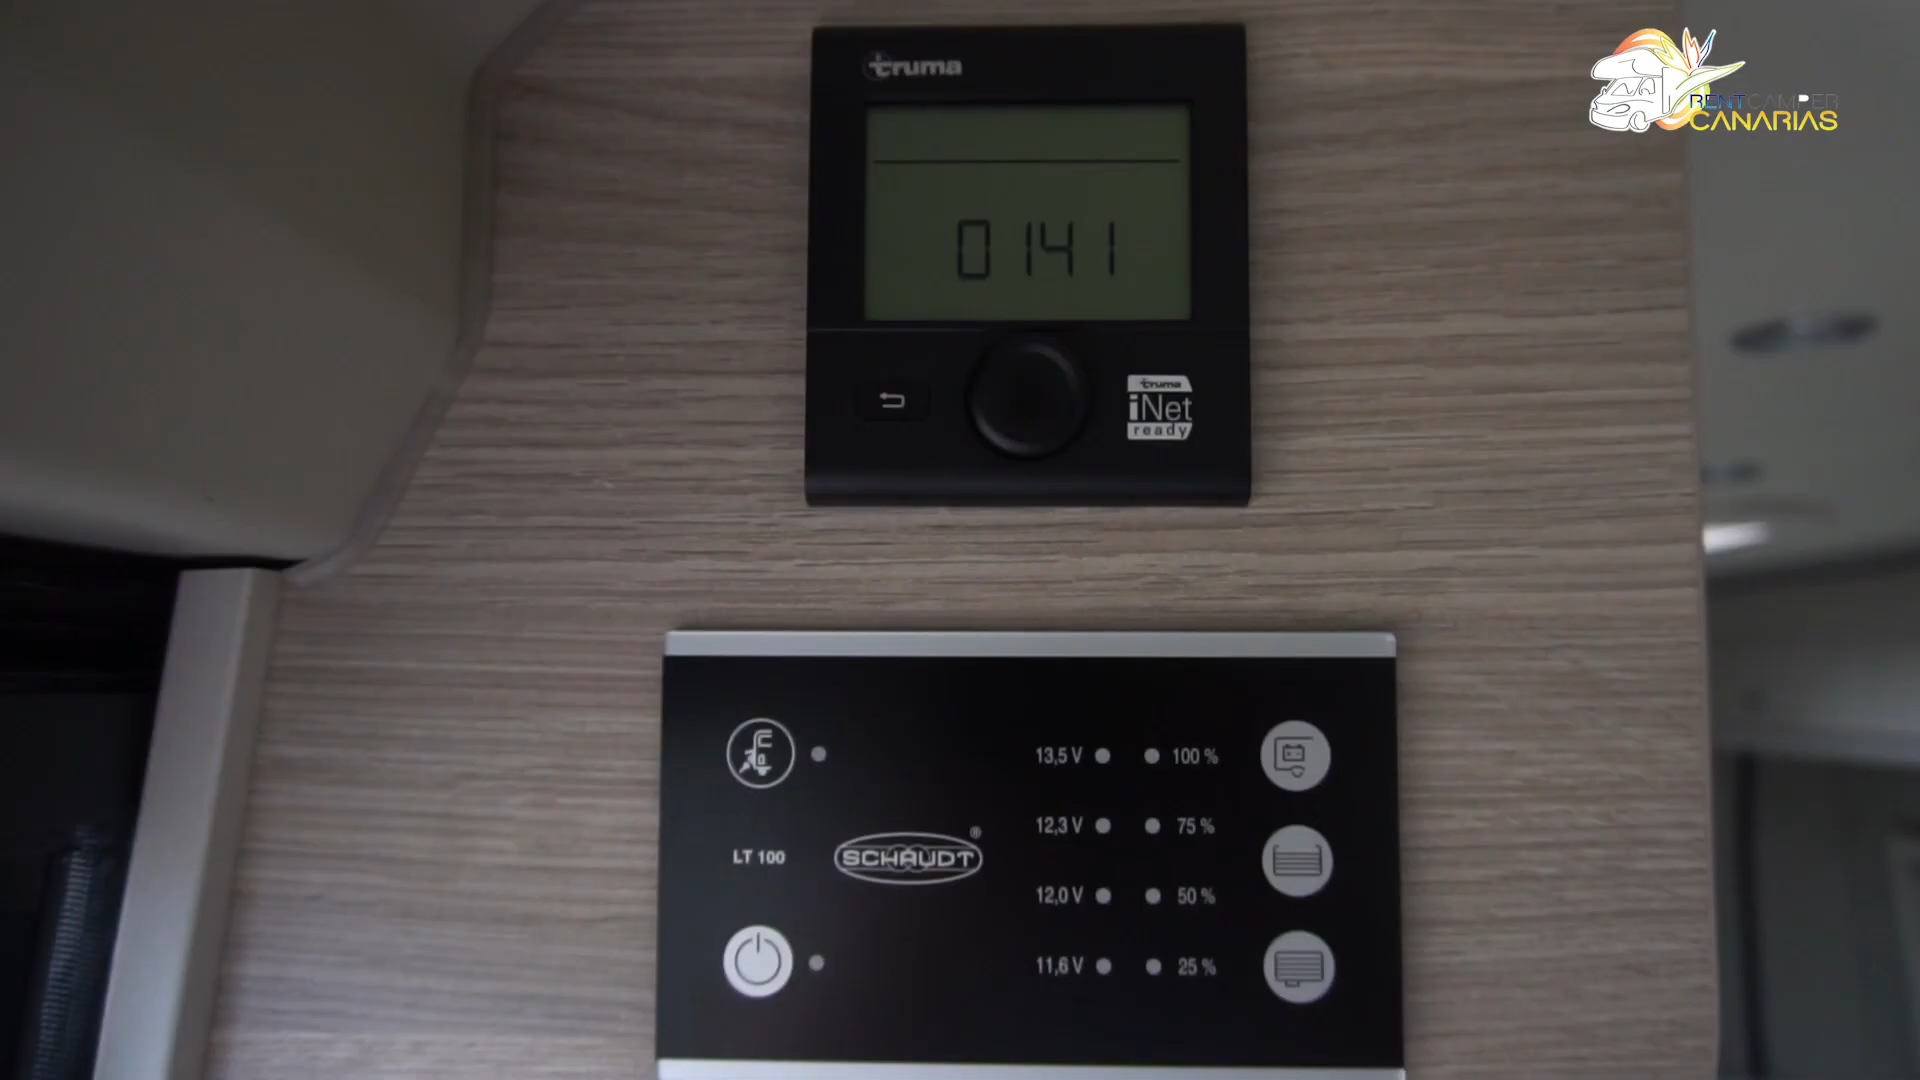 truma
RENTCAMPER
CANARIAS
0141
truma
iNet
ready
13,5 V
100 %
12,3 V
75 %
LT 100
SCHAUDT®
12,0 V
50 %
11,6 V
25 %